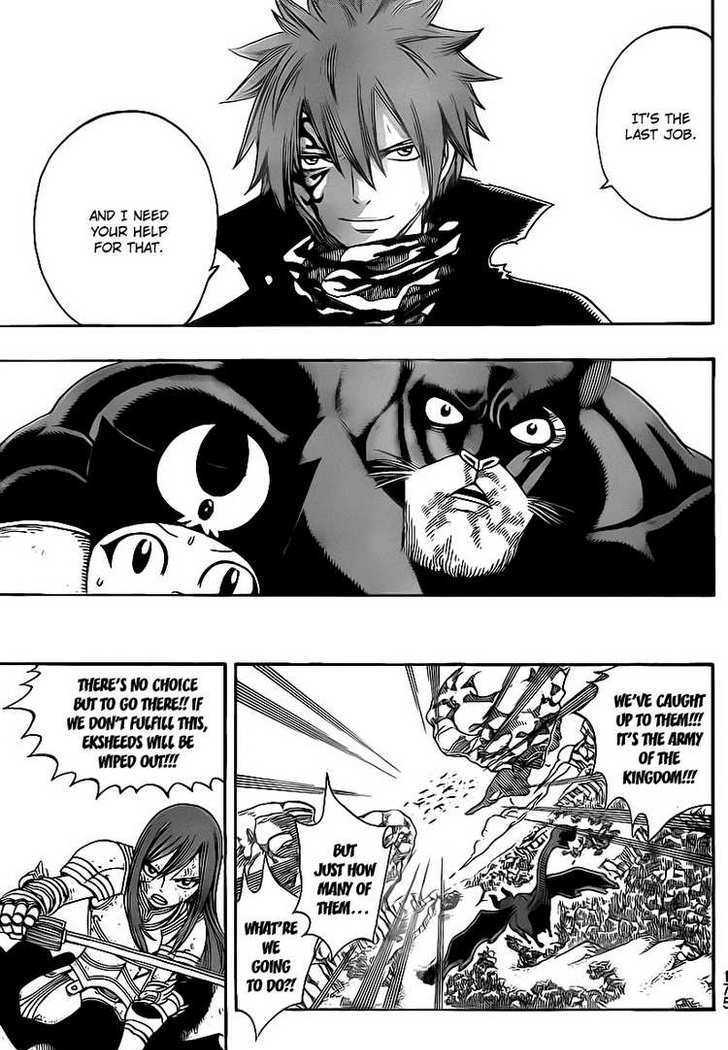 IT'S THE
LAST JOB.
AND I NEED
YOUR HELP
FOR THAT.
WE'VE CAUGHT
UP TO THEM!!!
IT'S THE ARMY
OF THE
KINGDOM!!!
BUT
JUST HOW
MANY OF
THEM...
WHAT'RE
WE
GOING
TO DO?!
THERE'S NO CHOICE
BUT TO GO THERE!! IF
WE DON'T FULFILL THIS,
EKSHEEDS WILL BE
WIPED OUT!!!